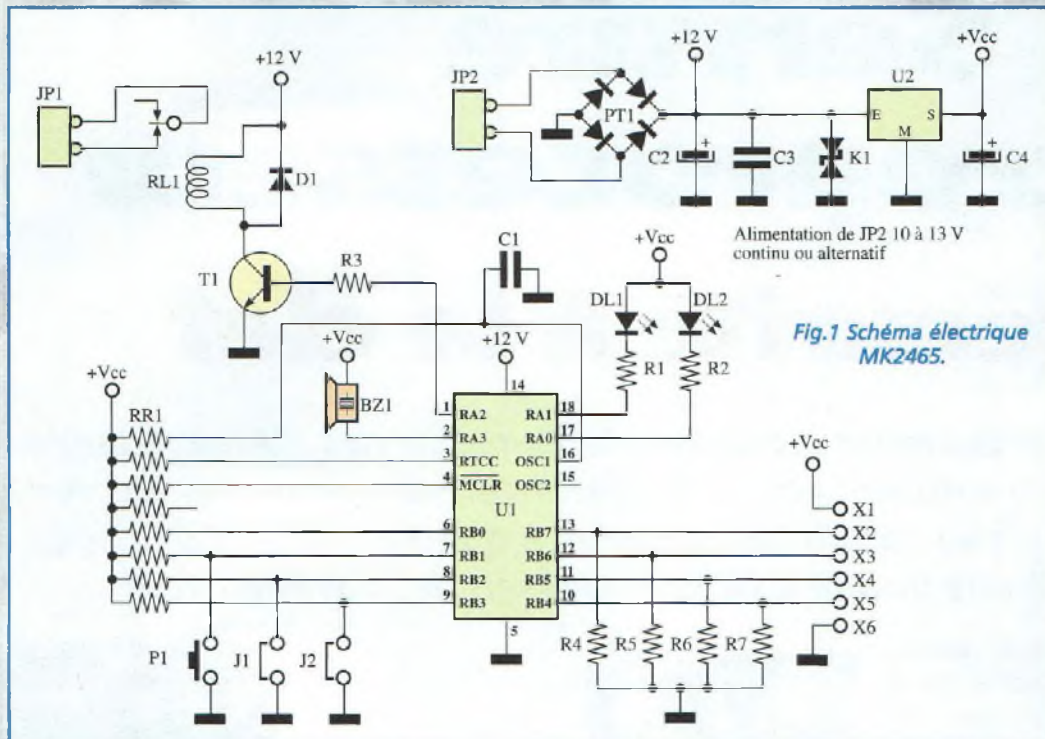 +12 V
+12 V
+Vcc
JP1
JP2
U2
PT1
E
S
M
C2
+
C3
K1
+
C4
RL1
D1
Alimentation de JP2 10 à 13 V
continu ou alternatif
C1
+Vcc
T1
R3
DL1
DL2
Fig.1 Schéma électrique
MK2465.
+Vcc
+12 V
R1
R2
+Vcc
BZ1
14
RR1
1
RA2
RA1
18
2
RA3
RA0
17
3
RTCC
OSC1
16
4
MCLR
OSC2
15
U1
+Vcc
X1
6
RB0
RB7
13
X2
7
RB1
RB6
12
X3
8
RB2
RB5
11
X4
9
RB3
RB4
10
X5
5
X6
P1
J1
J2
R4
R5
R6
R7